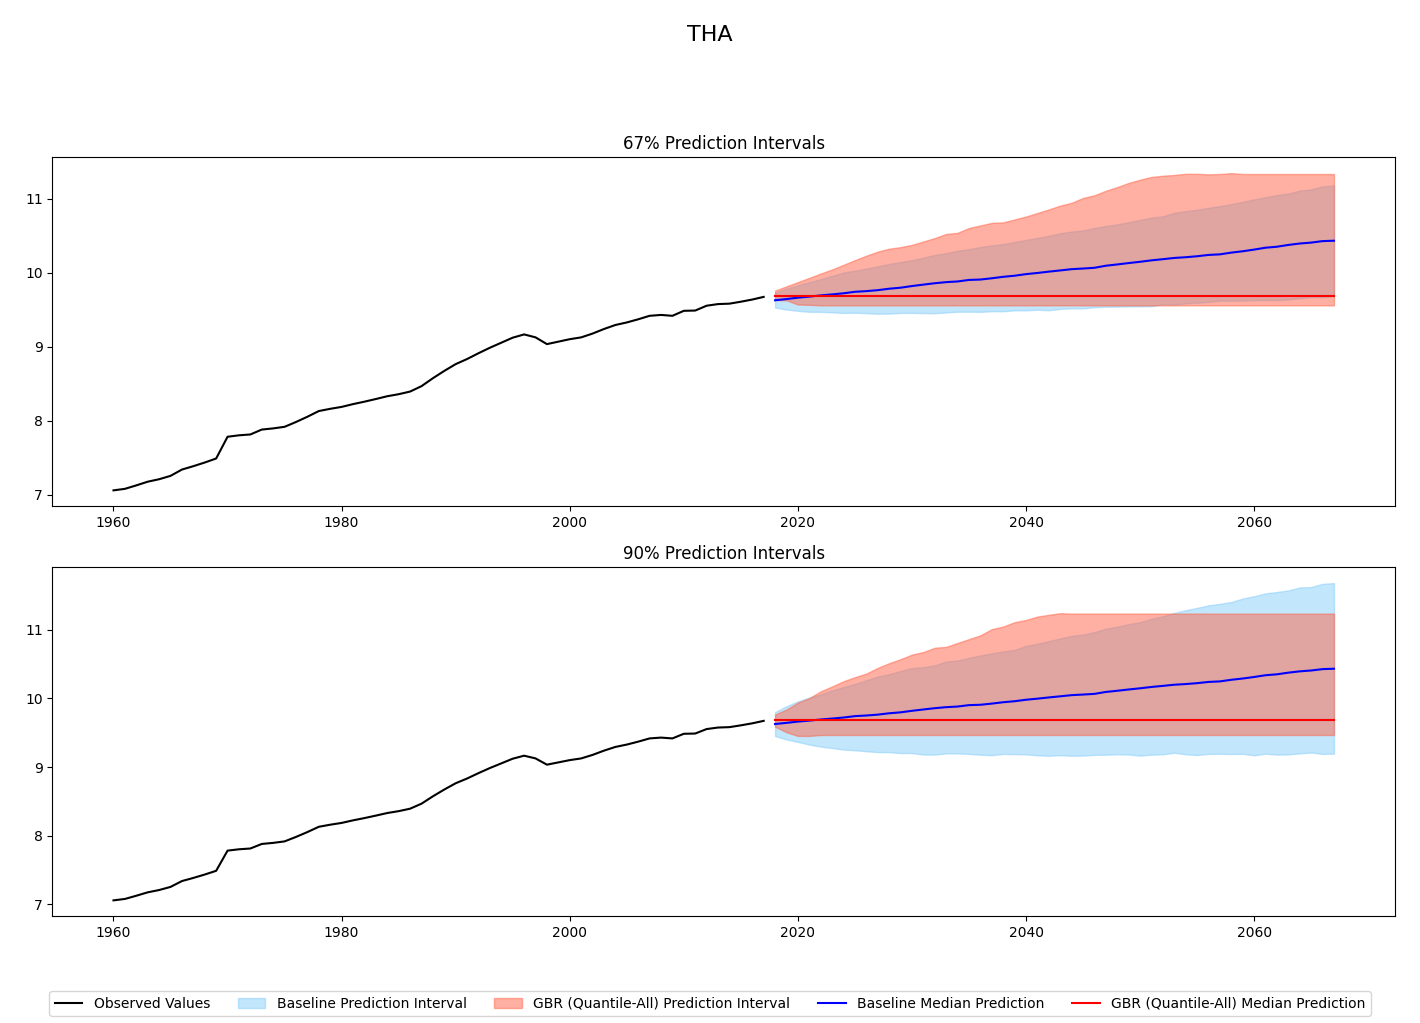 THA
67% Prediction Intervals
11
10
9
8
7
1960 1980 2000 2020 2040 2060
90% Prediction Intervals
11
10
9
8
7
1960 1980 2000 2020 2040 2060
Observed Values Baseline Prediction Interval GBR (Quantile-All) Prediction Interval Baseline Median Prediction GBR (Quantile-All) Median Prediction